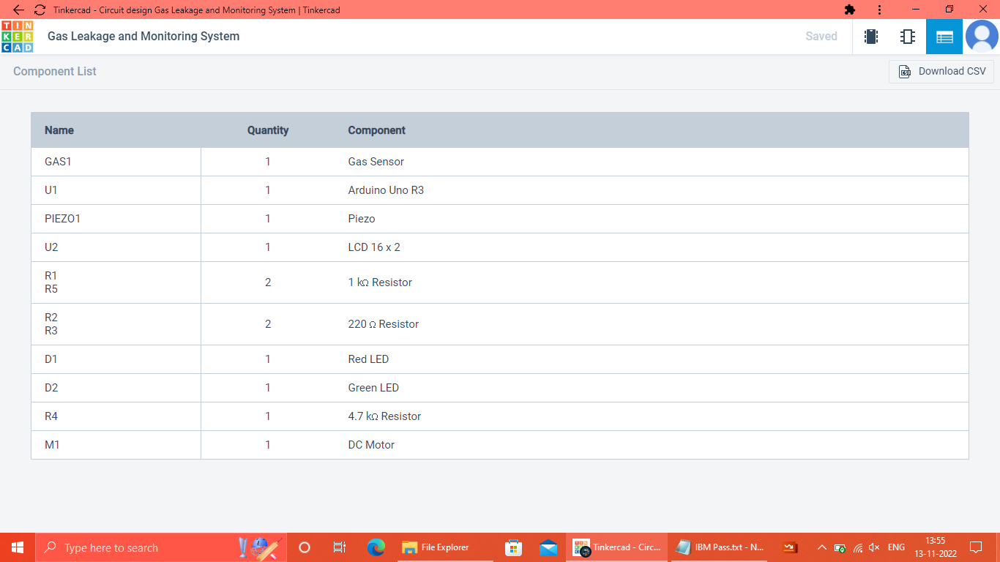 Tinkercad - Circuit design Gas Leakage and Monitoring System | Tinkercad
TIN
KER
CAD
Gas Leakage and Monitoring System
Saved
Component List
Download CSV
Name Quantity Component
GAS1 1 Gas Sensor
U1 1 Arduino Uno R3
PIEZO1 1 Piezo
U2 1 LCD 16 x 2
R1
R5
2 1 kΩ Resistor
R2
R3
2 220 Ω Resistor
D1 1 Red LED
D2 1 Green LED
R4 1 4.7 kΩ Resistor
M1 1 DC Motor
Type here to search
File Explorer
Tinkercad - Circ...
IBM Pass.txt - N...
ENG
13:55
13-11-2022